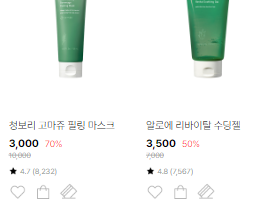 청보리 고마쥬 필링 마스크
3,000 70%
10,000
★ 4.7 (8,232)
알로에 리바이탈 수딩젤
3,500 50%
7,000
★ 4.8 (7,567)